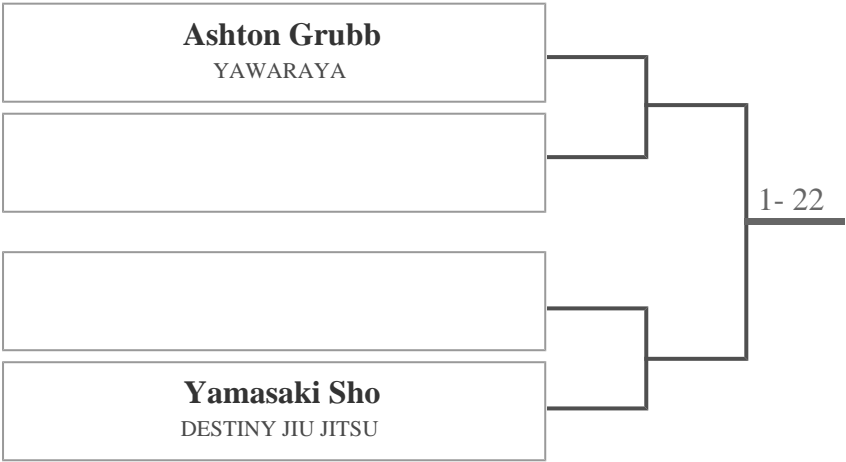 Ashton Grubb
YAWARAYA
1- 22
Yamasaki Sho
DESTINY JIU JITSU